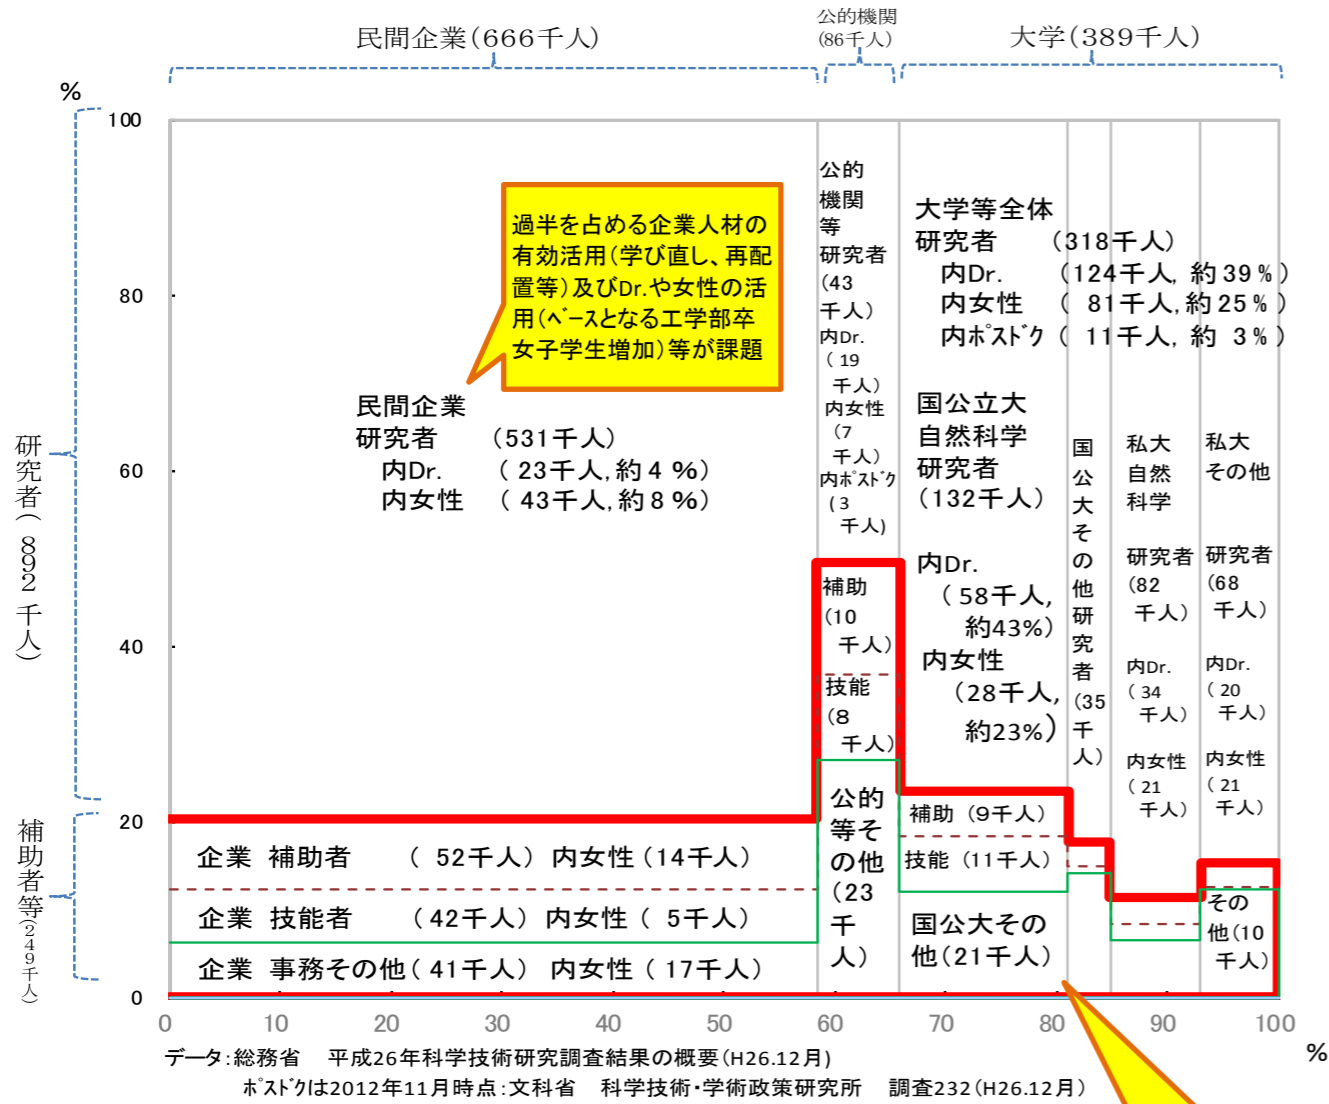 民間企業(666千人)
公的機関
(86千人)
大学(389千人)
%
100
80
60
40
20
0
研究者(892千人)
補助者等(249千人)
過半を占める企業人材の
有効活用(学び直し、再配
置等)及びDr.や女性の活
用(ベースとなる工学部卒
女子学生増加)等が課題
民間企業
研究者 (531千人)
内Dr. ( 23千人,約4 %)
内女性 ( 43千人,約8 %)
公的
機関
等
研究者
(43
千人)
内Dr.
( 19
千人)
内女性
(7
千人)
内ポスドク
(3
千人)
大学等全体
研究者 (318千人)
内Dr. (124千人, 約39%)
内女性 ( 81千人,約25%)
内ポスドク ( 11千人, 約 3%)
国公立大
自然科学
研究者
(132千人)
内Dr.
( 58千人,
約43%)
内女性
(28千人,
約23%)
国公大その他研究者(35千人)
私大
自然
科学
研究者
(82
千人)
内Dr.
( 34
千人)
内女性
( 21
千人)
私大
その他
研究者
(68
千人)
内Dr.
( 20
千人)
内女性
( 21
千人)
補助
(10
千人)
技能
(8
千人)
公的
等そ
の他
(23
千
人)
企業 補助者 ( 52千人) 内女性(14千人)
企業 技能者 (42千人) 内女性( 5千人)
企業 事務その他( 41千人) 内女性 ( 17千人)
補助 (9千人)
技能 (11千人)
国公大その
他(21千人)
その
他(10
千人)
0 10 20 30 40 50 60 70 80 90 100
%
データ:総務省 平成26年科学技術研究調査結果の概要(H26.12月)
ポスドクは2012年11月時点:文科省 科学技術・学術政策研究所 調査232(H26.12月)